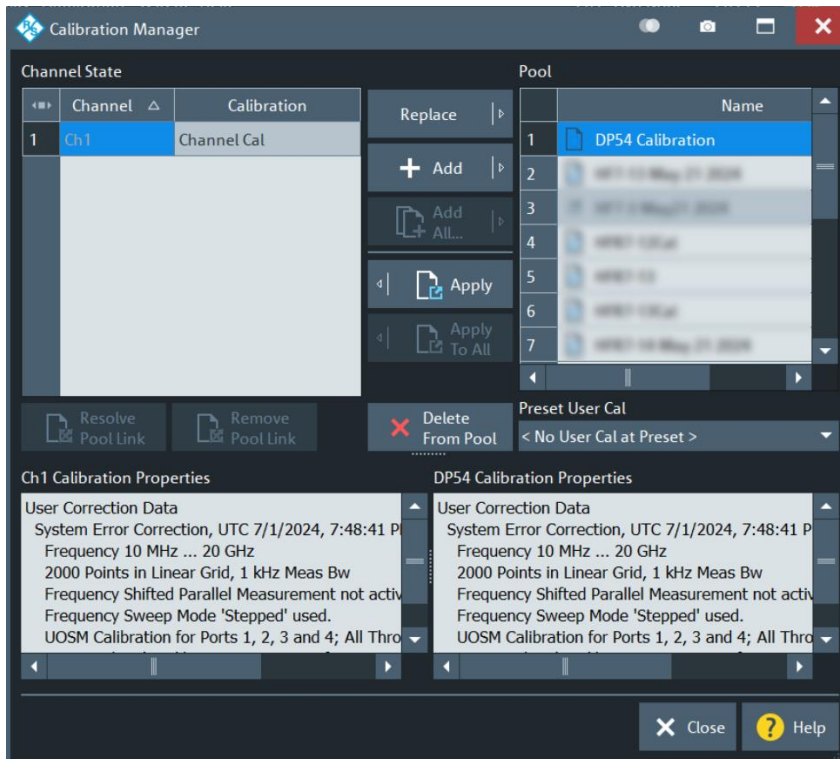 Calibration Manager
Channel State
Channel Calibration
1 Ch1 Channel Cal
Replace
Add
Add
All...
Apply
Apply
To All
Resolve
Pool Link
Remove
Pool Link
Delete
From Pool
Pool
Name
1 DP54 Calibration
2
3
4
5
6
7
Preset User Cal
< No User Cal at Preset >
Ch1 Calibration Properties
User Correction Data
System Error Correction, UTC 7/1/2024, 7:48:41 P
Frequency 10 MHz ... 20 GHz
2000 Points in Linear Grid, 1 kHz Meas Bw
Frequency Shifted Parallel Measurement not activ
Frequency Sweep Mode 'Stepped' used.
UOSM Calibration for Ports 1, 2, 3 and 4; All Thro
DP54 Calibration Properties
User Correction Data
System Error Correction, UTC 7/1/2024, 7:48:41 P
Frequency 10 MHz ... 20 GHz
2000 Points in Linear Grid, 1 kHz Meas Bw
Frequency Shifted Parallel Measurement not activ
Frequency Sweep Mode 'Stepped' used.
UOSM Calibration for Ports 1, 2, 3 and 4; All Thro
Close
? Help